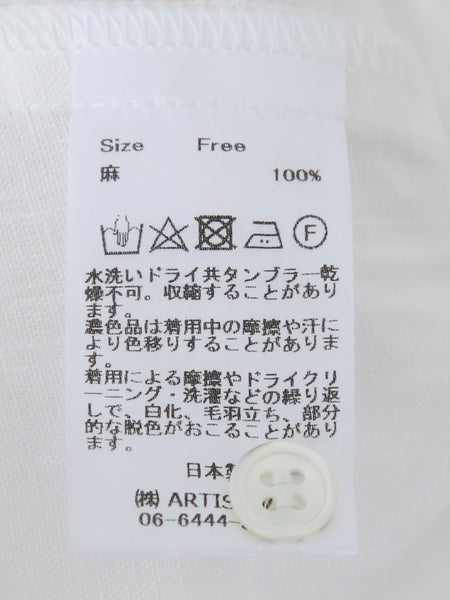 Size Free
麻 100%
F
水洗いドライ共タンブラー乾
燥不可。収縮することがあり
ます。
濃色品は着用中の摩擦や汗に
より色移りすることがありま
す。
着用による摩擦やドライクリ
ーニング・洗濯などの繰り返
しで、白化、毛羽立ち、部分
的な脱色がおこることがあり
ます。
日本製
㈱ ARTIS
06-6444-